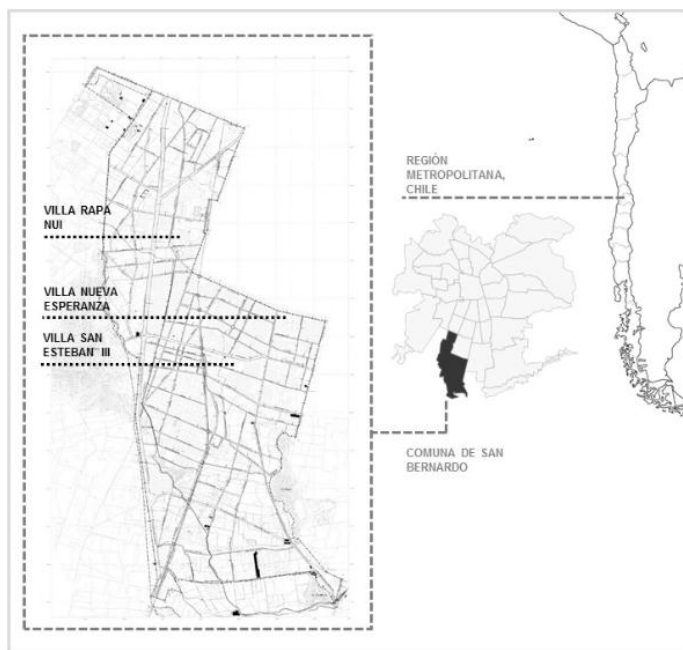 VILLA RAPA
NUI
VILLA NUEVA
ESPERANZA
VILLA SAN
ESTEBAN III
REGIÓN
METROPOLITANA,
CHILE
COMUNA DE SAN
BERNARDO